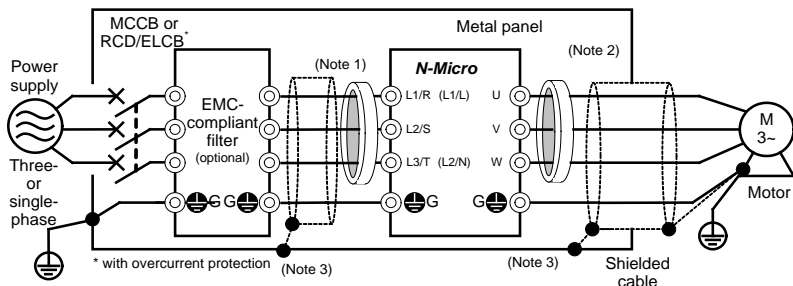 MCCB or
RCD/ELCB*
Metal panel
Power
supply
Three-
or
single-
phase
EMC-
compliant
filter
(optional)
G G
(Note 1)
N-Micro
L1/R (L1/L) U
L2/S V
L3/T (L2/N) W
G G
(Note 2)
M
3~
Motor
* with overcurrent protection
(Note 3)
(Note 3)
Shielded
cable